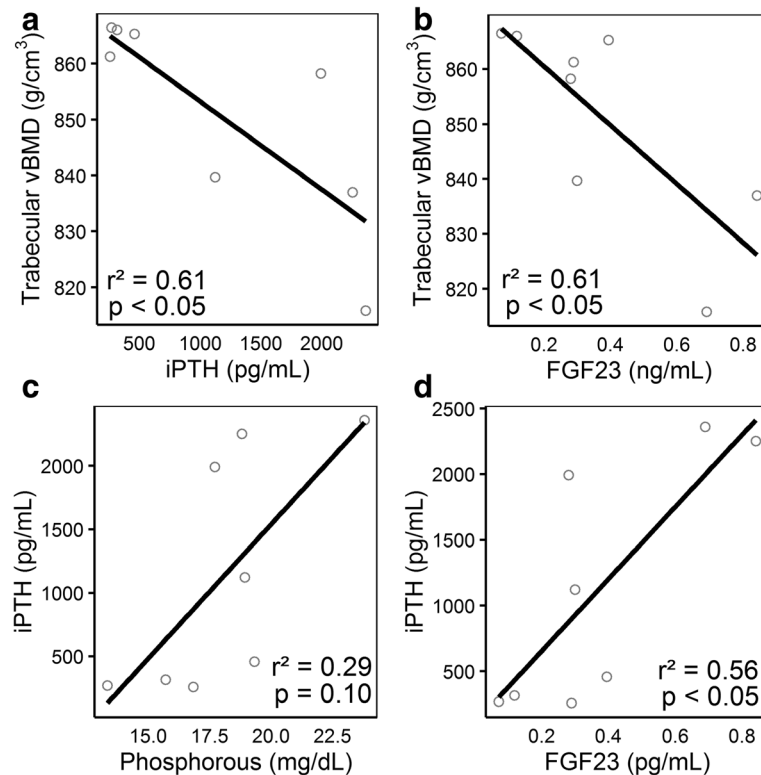 a
Trabecular vBMD (g/cm³)
860
850
840
830
820
r² = 0.61
p < 0.05
500 1000 1500 2000
iPTH (pg/mL)
b
Trabecular vBMD (g/cm³)
860
850
840
830
820
r² = 0.61
p < 0.05
0.2 0.4 0.6 0.8
FGF23 (ng/mL)
c
iPTH (pg/mL)
2000
1500
1000
500
r² = 0.29
p = 0.10
15.0 17.5 20.0 22.5
Phosphorous (mg/dL)
d
iPTH (pg/mL)
2500
2000
1500
1000
500
r² = 0.56
p < 0.05
0.2 0.4 0.6 0.8
FGF23 (pg/mL)